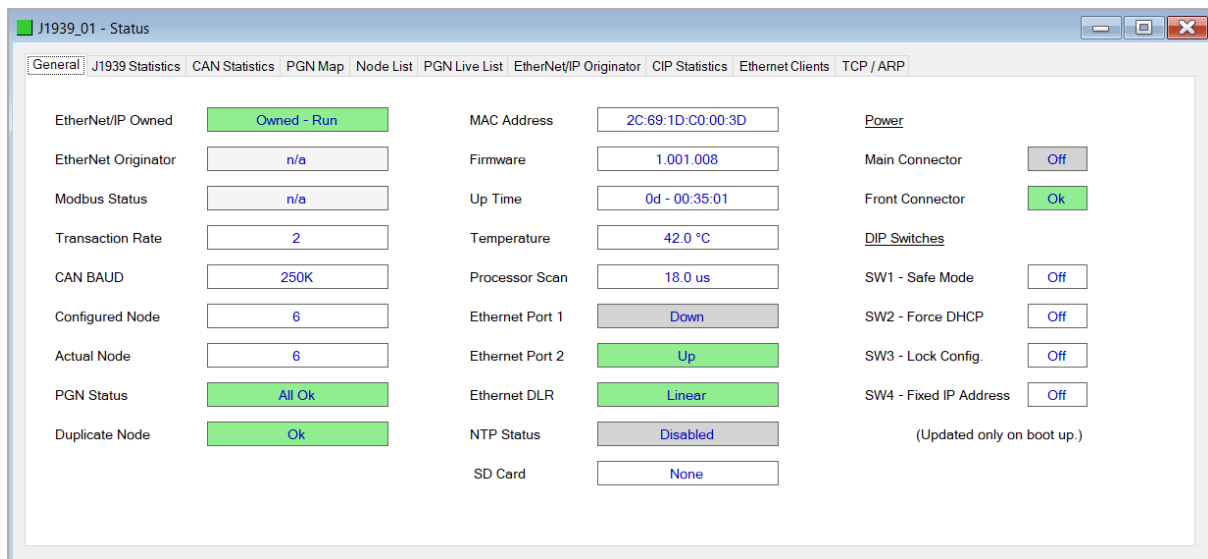 J1939_01 - Status
General J1939 Statistics CAN Statistics PGN Map Node List PGN Live List EtherNet/IP Originator CIP Statistics Ethernet Clients TCP / ARP
EtherNet/IP Owned Owned - Run MAC Address 2C:69:1D:C0:00:3D Power
EtherNet Originator n/a Firmware 1.001.008 Main Connector Off
Modbus Status n/a Up Time 0d - 00:35:01 Front Connector Ok
Transaction Rate 2 Temperature 42.0 °C DIP Switches
CAN BAUD 250K Processor Scan 18.0 us SW1 - Safe Mode Off
Configured Node 6 Ethernet Port 1 Down SW2 - Force DHCP Off
Actual Node 6 Ethernet Port 2 Up SW3 - Lock Config. Off
PGN Status All Ok Ethernet DLR Linear SW4 - Fixed IP Address Off
Duplicate Node Ok NTP Status Disabled (Updated only on boot up.)
SD Card None